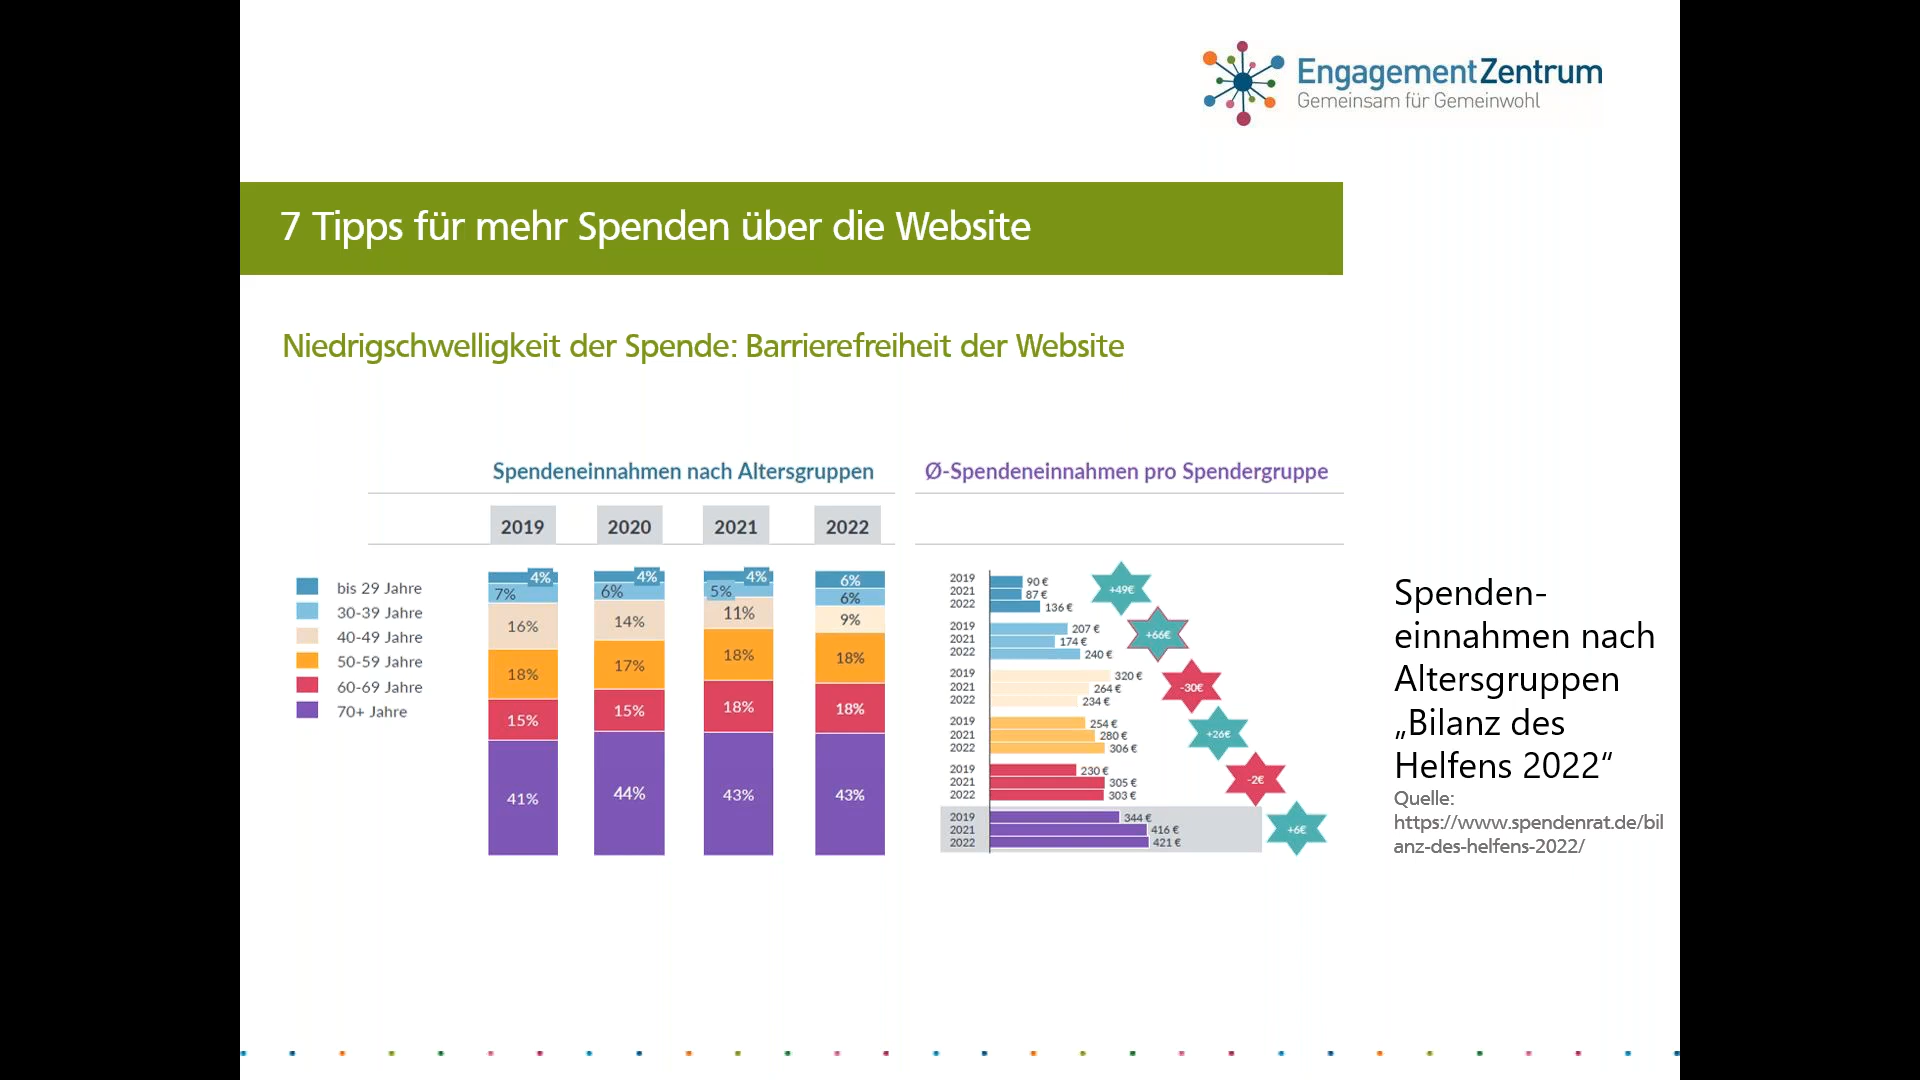 EngagementZentrum
Gemeinsam für Gemeinwohl
7 Tipps für mehr Spenden über die Website
Niedrigschwelligkeit der Spende: Barrierefreiheit der Website
Spendeneinnahmen nach Altersgruppen
2019 2020 2021 2022
bis 29 Jahre 4% 4% 4% 6%
30-39 Jahre 7% 6% 5% 6%
40-49 Jahre 16% 14% 11% 9%
50-59 Jahre 18% 17% 18% 18%
60-69 Jahre 15% 15% 18% 18%
70+ Jahre 41% 44% 43% 43%
Ø-Spendeneinnahmen pro Spendergruppe
2019 90 €
2021 87 €
2022 136 €
+49€
2019 207 €
2021 174 €
2022 240 €
+66€
2019 320 €
2021 264 €
2022 234 €
-30€
2019 254 €
2021 280 €
2022 306 €
+26€
2019 230 €
2021 305 €
2022 303 €
-2€
2019 344 €
2021 416 €
2022 421 €
+6€
Spenden-
einnahmen nach
Altersgruppen
„Bilanz des
Helfens 2022“
Quelle:
https://www.spendenrat.de/bil
anz-des-helfens-2022/